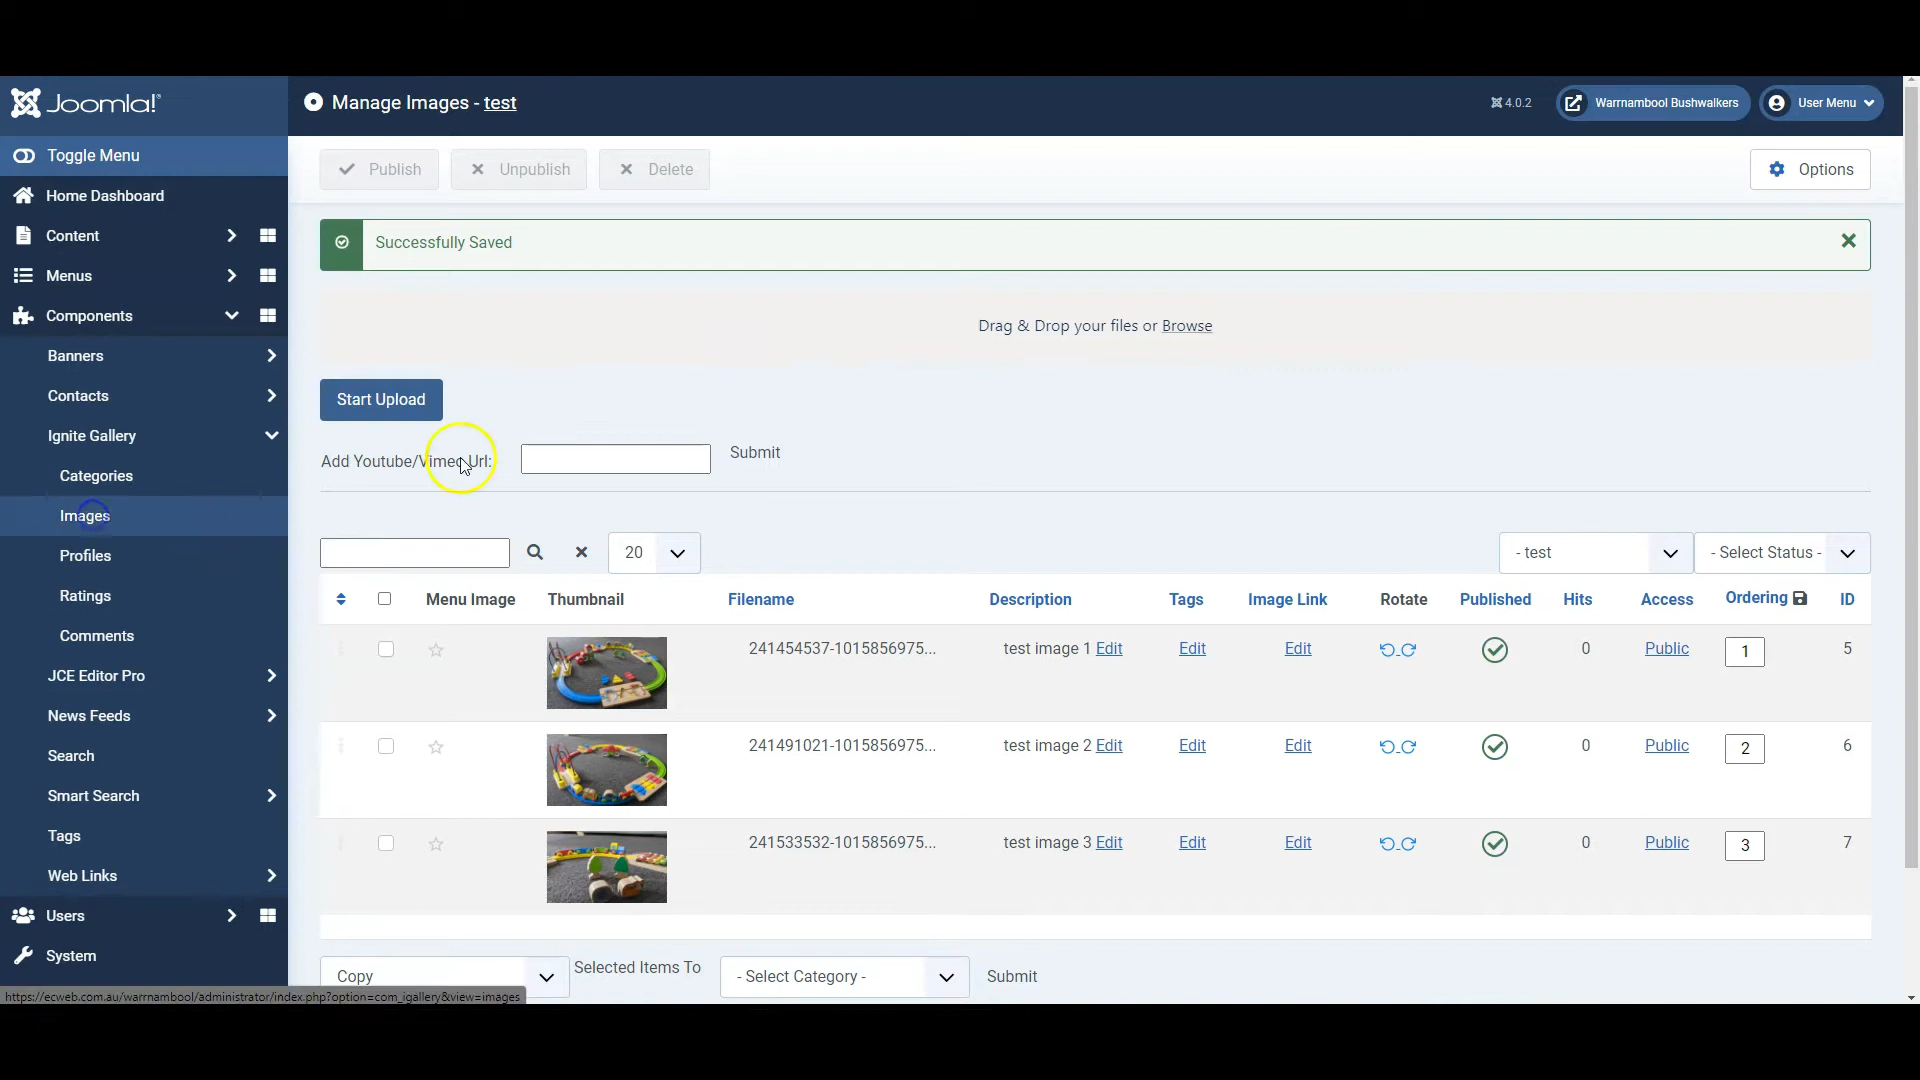 Joomla!
Manage Images - test
4.0.2
Warrnambool Bushwalkers
User Menu
Toggle Menu
Home Dashboard
Content
Menus
Components
Banners
Contacts
Ignite Gallery
Categories
Images
Profiles
Ratings
Comments
JCE Editor Pro
News Feeds
Search
Smart Search
Tags
Web Links
Users
System
https://ecweb.com.au/warrnambool/administrator/index.php?option=com_igallery&view=images
Publish
Unpublish
Delete
Options
Successfully Saved
Drag & Drop your files or Browse
Start Upload
Add Youtube/Vimeo Url:
Submit
20
- test
- Select Status -
Menu Image Thumbnail Filename Description Tags Image Link Rotate Published Hits Access Ordering ID
241454537-1015856975... test image 1 Edit Edit Edit 0 Public 1 5
241491021-1015856975... test image 2 Edit Edit Edit 0 Public 2 6
241533532-1015856975... test image 3 Edit Edit Edit 0 Public 3 7
Copy
Selected Items To
- Select Category -
Submit